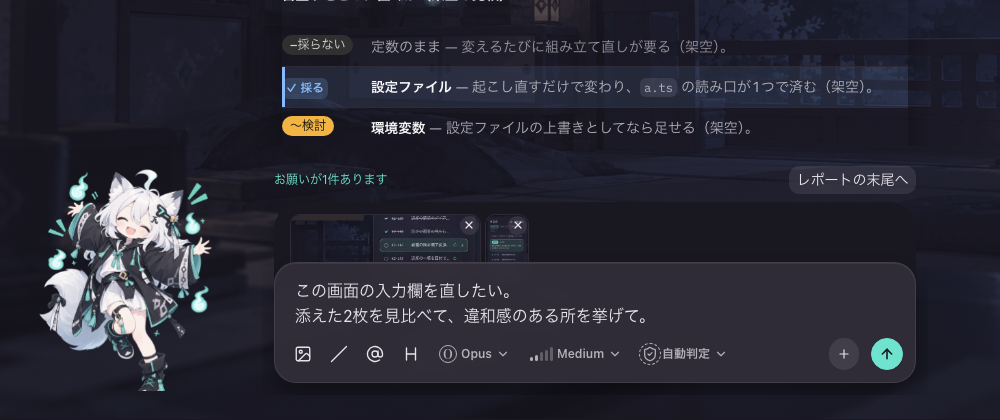 −採らない 定数のまま — 変えるたびに組み立て直しが要る（架空）。
✓ 採る 設定ファイル — 起こし直すだけで変わり、a.ts の読み口が1つで済む（架空）。
〜検討 環境変数 — 設定ファイルの上書きとしてなら足せる（架空）。
お願いが1件あります
レポートの末尾へ
この画面の入力欄を直したい。
添えた2枚を見比べて、違和感のある所を挙げて。
Opus Medium 自動判定